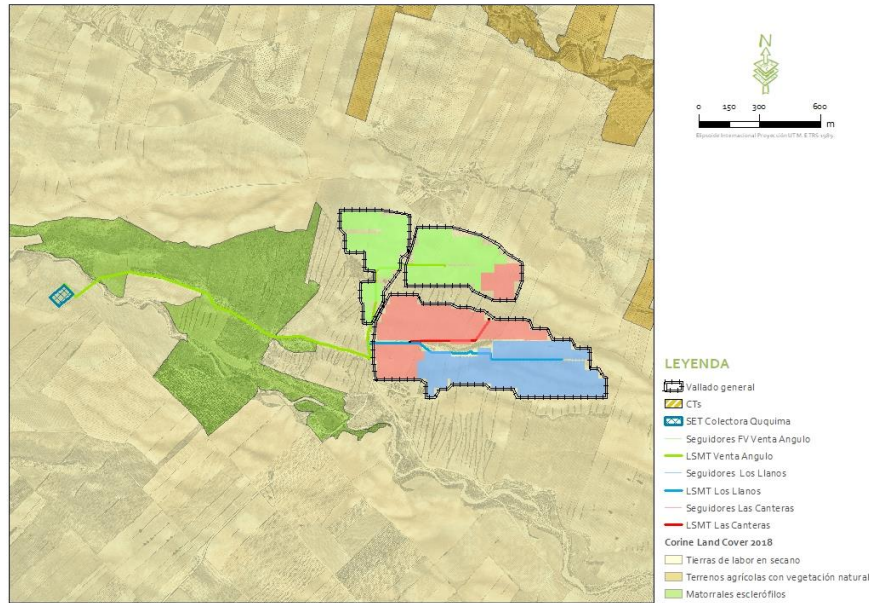 N
0 150 300 600
m
LEYENDA
Vallado general
CTs
SET Colectora Ququima
Seguidores FV Venta Angulo
LSMT Venta Angulo
Seguidores Los Llanos
LSMT Los Llanos
Seguidores Las Canteras
LSMT Las Canteras
Corine Land Cover 2018
Tierras de labor en secano
Terrenos agrícolas con vegetación natural
Matorrales esclerófilos